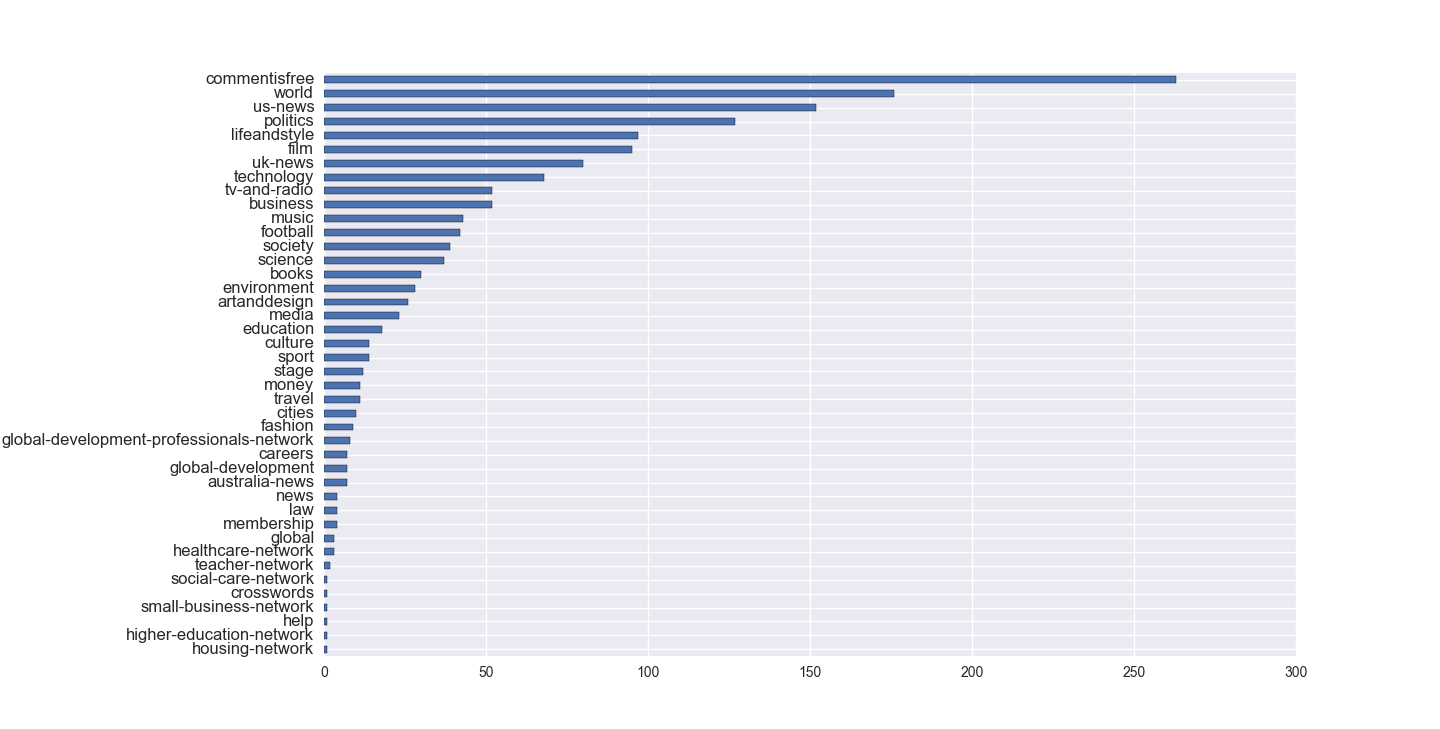 commentisfree
world
us-news
politics
lifeandstyle
film
uk-news
technology
tv-and-radio
business
music
football
society
science
books
environment
artanddesign
media
education
culture
sport
stage
money
travel
cities
fashion
global-development-professionals-network
careers
global-development
australia-news
news
law
membership
global
healthcare-network
teacher-network
social-care-network
crosswords
small-business-network
help
higher-education-network
housing-network
0 50 100 150 200 250 300